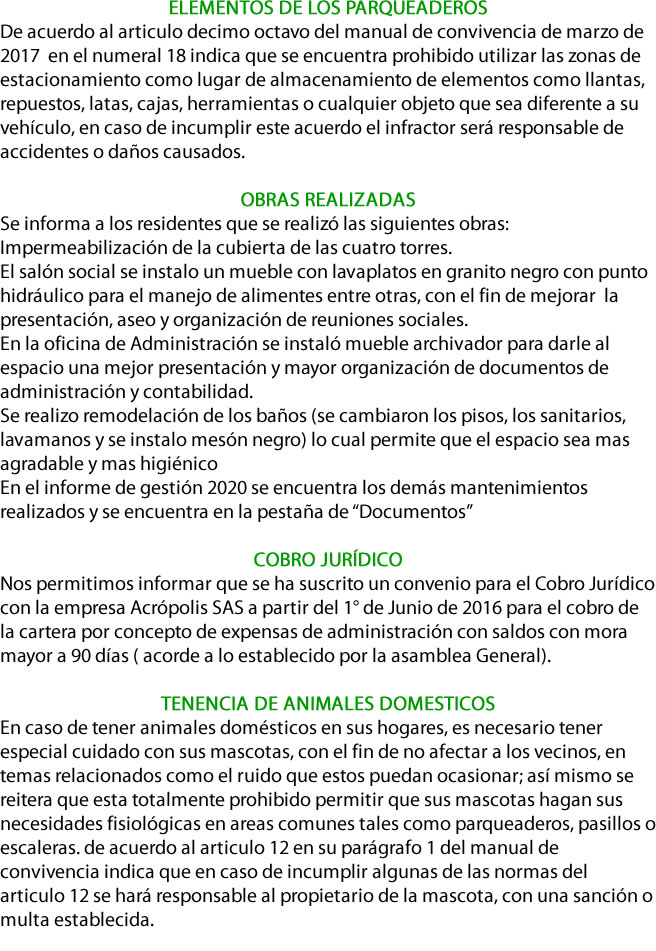 ELEMENTOS DE LOS PARQUEADEROS
De acuerdo al articulo decimo octavo del manual de convivencia de marzo de
2017 en el numeral 18 indica que se encuentra prohibido utilizar las zonas de
estacionamiento como lugar de almacenamiento de elementos como llantas,
repuestos, latas, cajas, herramientas o cualquier objeto que sea diferente a su
vehículo, en caso de incumplir este acuerdo el infractor será responsable de
accidentes o daños causados.
OBRAS REALIZADAS
Se informa a los residentes que se realizó las siguientes obras:
Impermeabilización de la cubierta de las cuatro torres.
El salón social se instalo un mueble con lavaplatos en granito negro con punto
hidráulico para el manejo de alimentes entre otras, con el fin de mejorar la
presentación, aseo y organización de reuniones sociales.
En la oficina de Administración se instaló mueble archivador para darle al
espacio una mejor presentación y mayor organización de documentos de
administración y contabilidad.
Se realizo remodelación de los baños (se cambiaron los pisos, los sanitarios,
lavamanos y se instalo mesón negro) lo cual permite que el espacio sea mas
agradable y mas higiénico
En el informe de gestión 2020 se encuentra los demás mantenimientos
realizados y se encuentra en la pestaña de “Documentos”
COBRO JURÍDICO
Nos permitimos informar que se ha suscrito un convenio para el Cobro Jurídico
con la empresa Acrópolis SAS a partir del 1° de Junio de 2016 para el cobro de
la cartera por concepto de expensas de administración con saldos con mora
mayor a 90 días ( acorde a lo establecido por la asamblea General).
TENENCIA DE ANIMALES DOMESTICOS
En caso de tener animales domésticos en sus hogares, es necesario tener
especial cuidado con sus mascotas, con el fin de no afectar a los vecinos, en
temas relacionados como el ruido que estos puedan ocasionar; así mismo se
reitera que esta totalmente prohibido permitir que sus mascotas hagan sus
necesidades fisiológicas en areas comunes tales como parqueaderos, pasillos o
escaleras. de acuerdo al articulo 12 en su parágrafo 1 del manual de
convivencia indica que en caso de incumplir algunas de las normas del
articulo 12 se hará responsable al propietario de la mascota, con una sanción o
multa establecida.